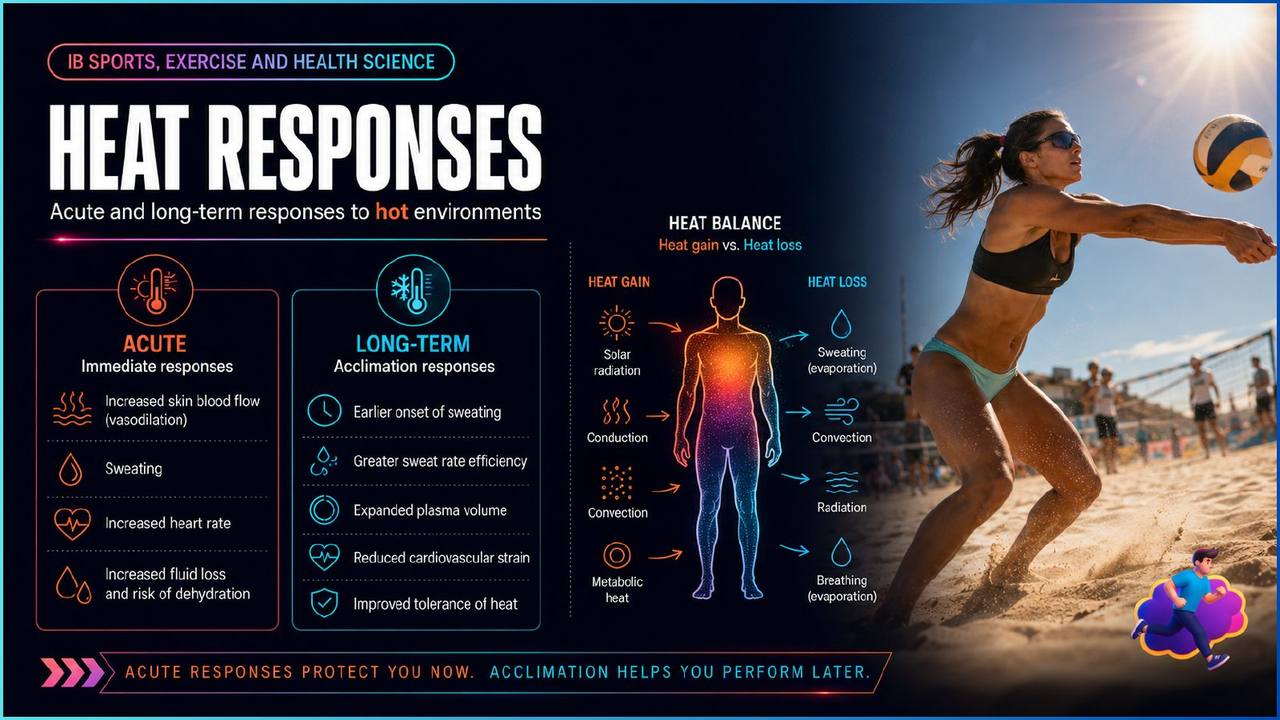 IB SPORTS, EXERCISE AND HEALTH SCIENCE
HEAT RESPONSES
Acute and long-term responses to hot environments
ACUTE
Immediate responses
Increased skin blood flow
(vasodilation)
Sweating
Increased heart rate
Increased fluid loss
and risk of dehydration
LONG-TERM
Acclimation responses
Earlier onset of sweating
Greater sweat rate efficiency
Expanded plasma volume
Reduced cardiovascular strain
Improved tolerance of heat
HEAT BALANCE
Heat gain vs. Heat loss
HEAT GAIN
Solar
radiation
Conduction
Convection
Metabolic
heat
HEAT LOSS
Sweating
(evaporation)
Convection
Radiation
Breathing
(evaporation)
ACUTE RESPONSES PROTECT YOU NOW. ACCLIMATION HELPS YOU PERFORM LATER.